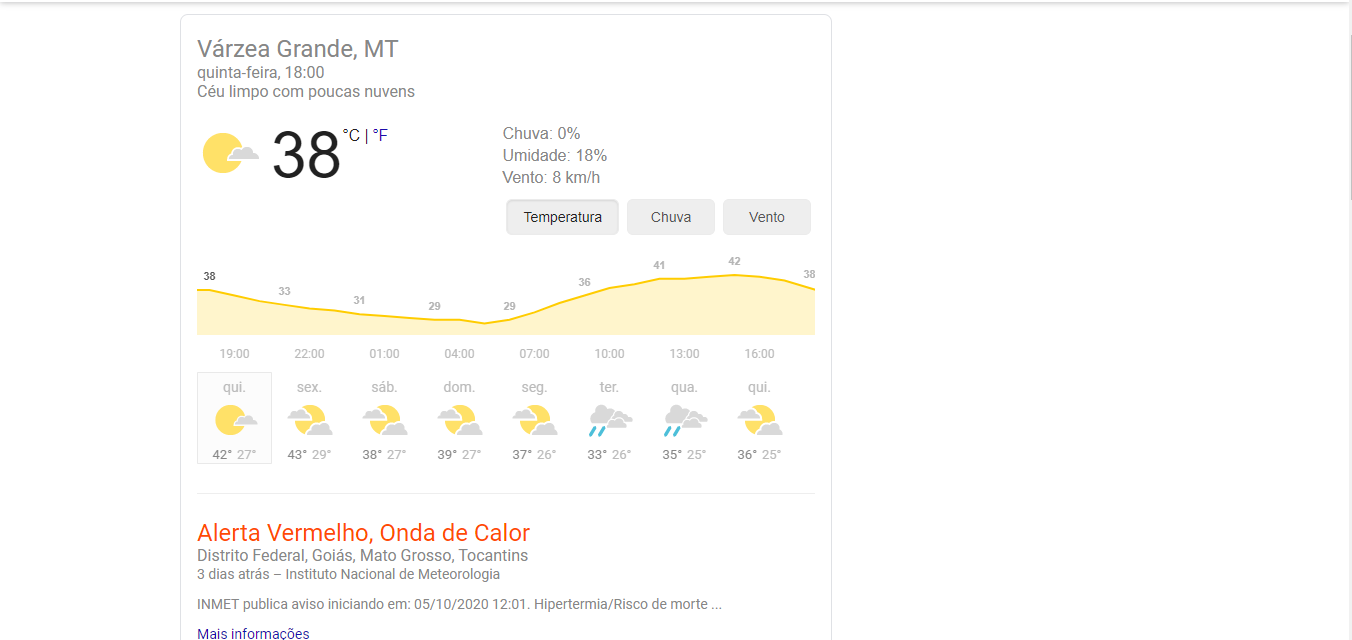 Várzea Grande, MT
quinta-feira, 18:00
Céu limpo com poucas nuvens
38 °C | °F
Chuva: 0%
Umidade: 18%
Vento: 8 km/h
Temperatura Chuva Vento
38 33 31 29 29 36 41 42 38
19:00 22:00 01:00 04:00 07:00 10:00 13:00 16:00
qui. sex. sáb. dom. seg. ter. qua. qui.
42° 27° 43° 29° 38° 27° 39° 27° 37° 26° 33° 26° 35° 25° 36° 25°
Alerta Vermelho, Onda de Calor
Distrito Federal, Goiás, Mato Grosso, Tocantins
3 dias atrás – Instituto Nacional de Meteorologia
INMET publica aviso iniciando em: 05/10/2020 12:01. Hipertermia/Risco de morte ...
Mais informações